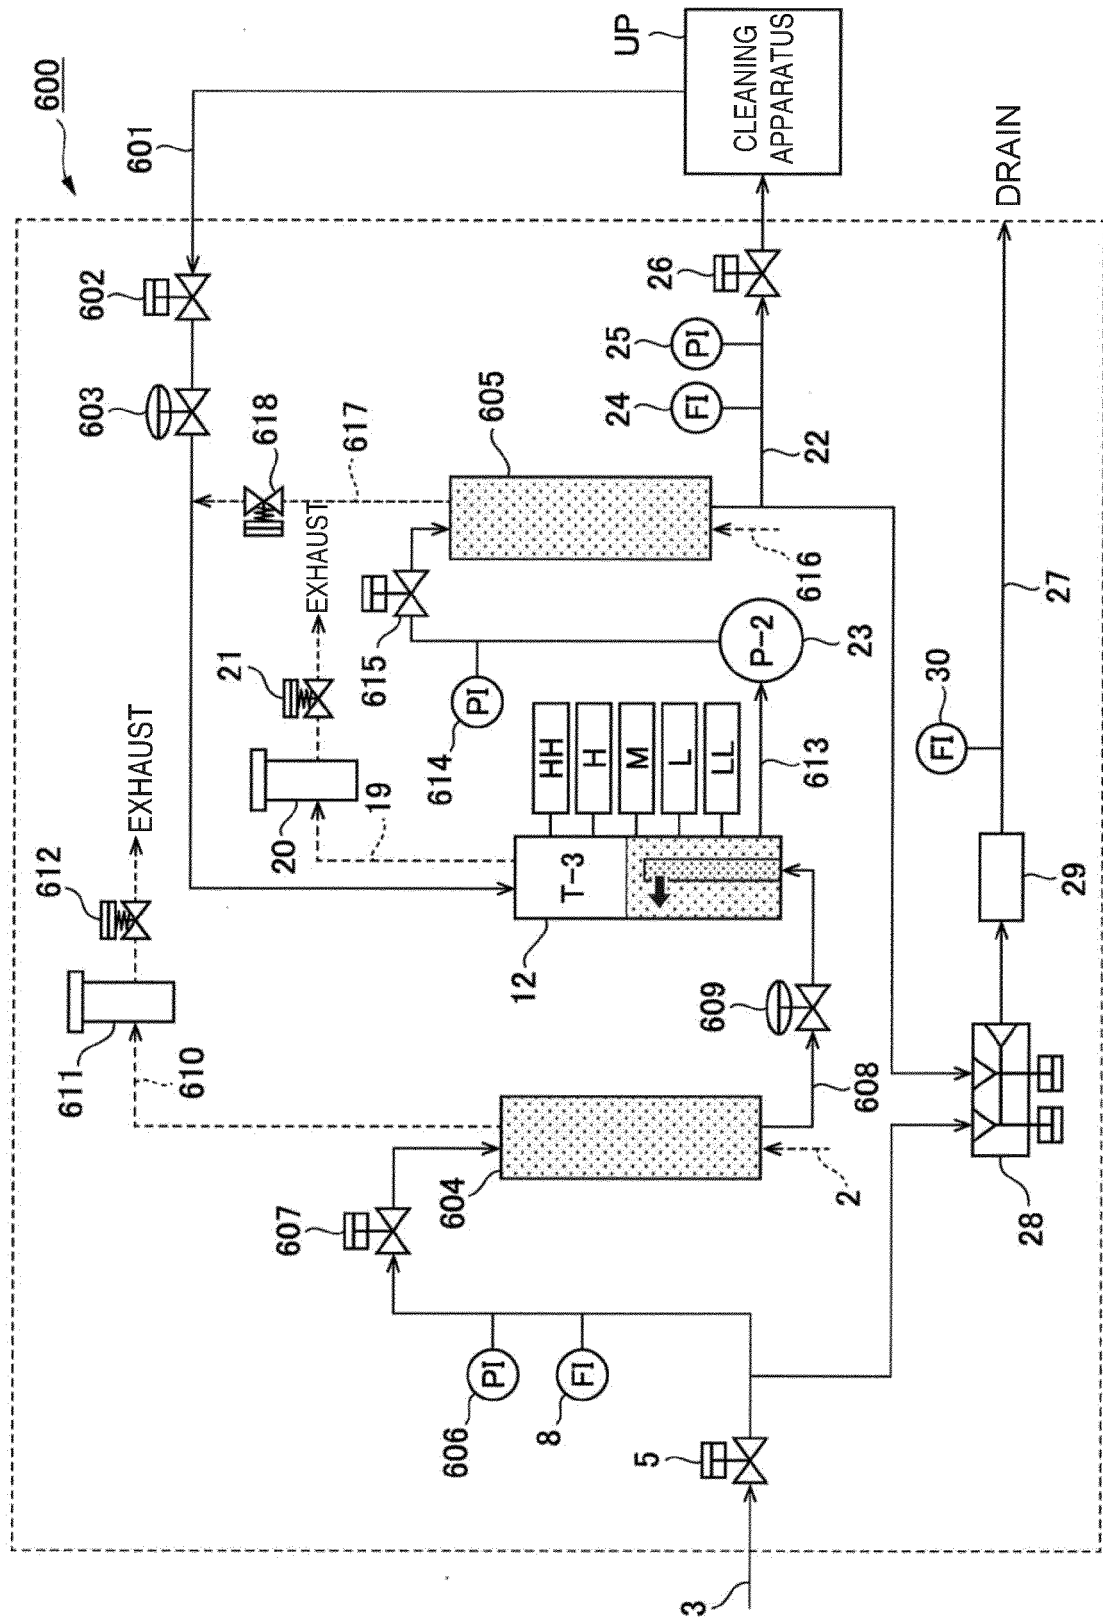 600
601
UP
CLEANING
APPARATUS
DRAIN
602
603
618
617
605
EXHAUST
26
25
PI
24
FI
22
616
27
615
PI
614
P-2
23
21
20
19
HH
H
M
L
LL
613
FI
30
EXHAUST
612
611
610
T-3
12
609
608
29
604
2
28
607
PI
606
FI
8
5
3